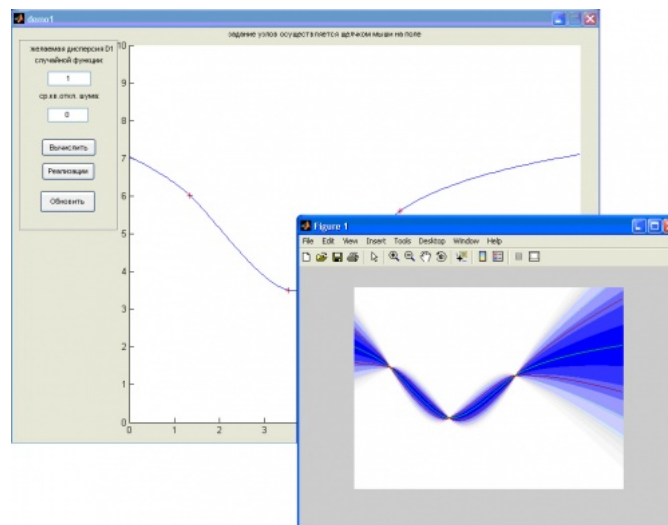 demo1
задание узлов осуществляется щелчком мыши на поле
желаемая дисперсия D1
случайной функции:
1
ср.кв.откл. шума:
0
Вычислить
Реализации
Обновить
10
9
8
7
6
5
4
3
2
1
0
0 1 2 3
Figure 1
File Edit View Insert Tools Desktop Window Help